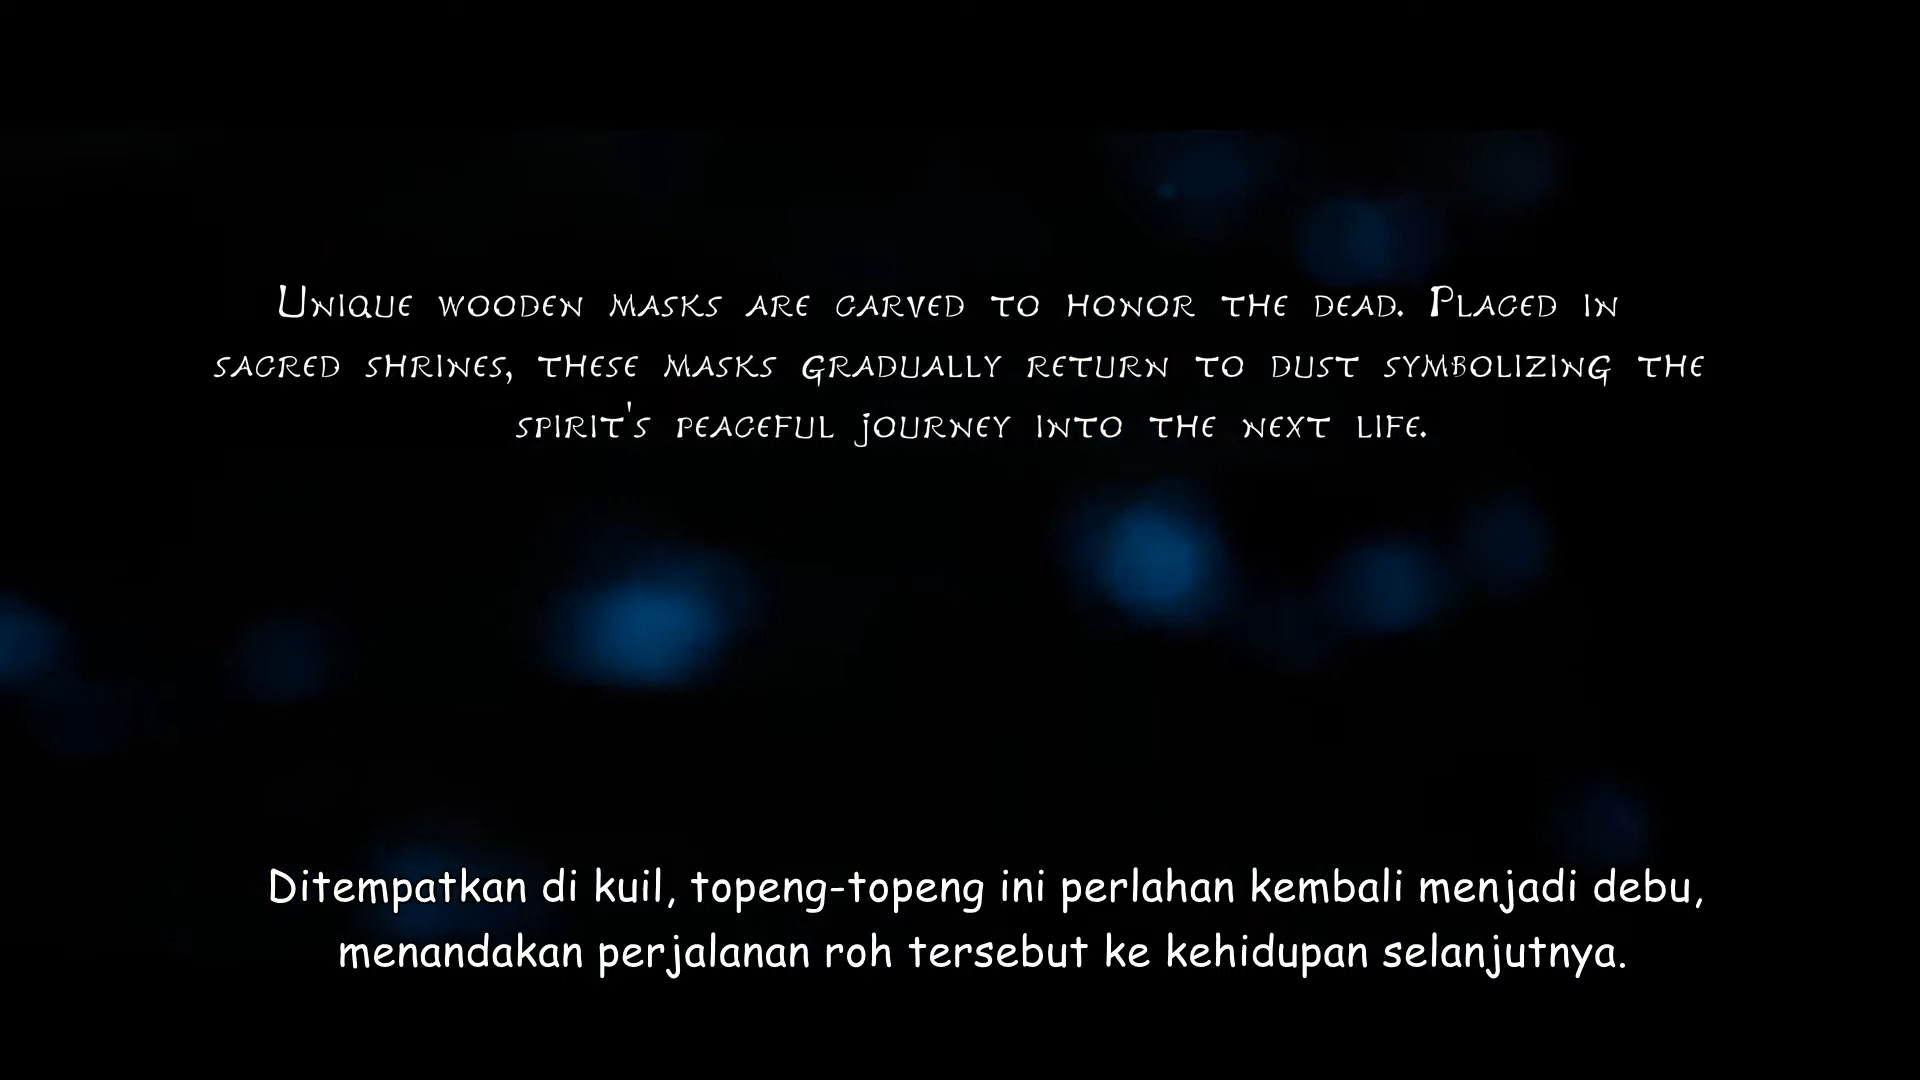 Unique wooden masks are carved to honor the dead. Placed in
sacred shrines, these masks gradually return to dust symbolizing the
spirit's peaceful journey into the next life.
Ditempatkan di kuil, topeng-topeng ini perlahan kembali menjadi debu,
menandakan perjalanan roh tersebut ke kehidupan selanjutnya.